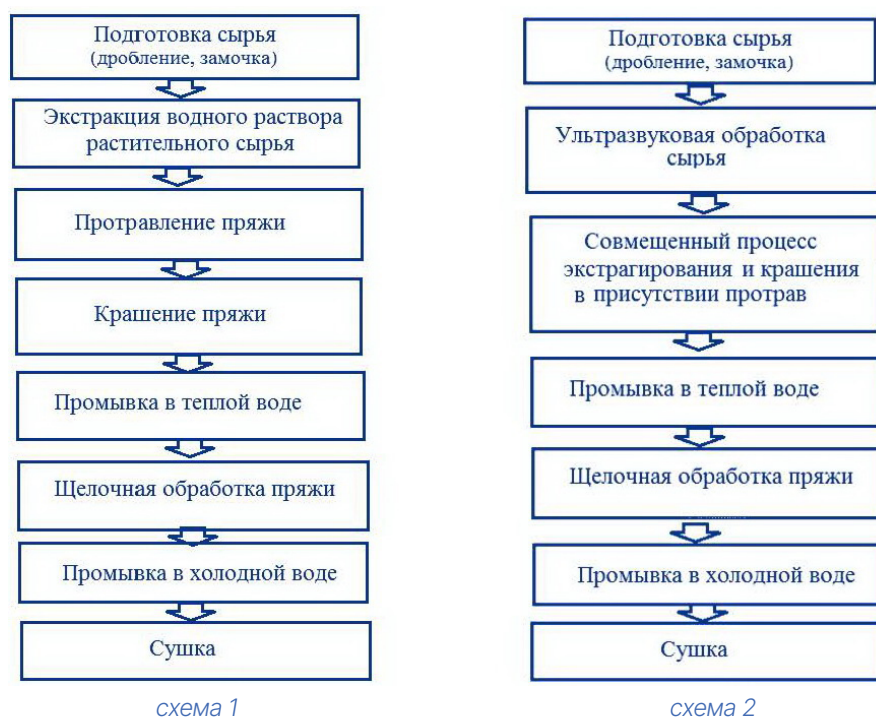 Подготовка сырья
(дробление, замочка)
Экстракция водного раствора
растительного сырья
Протравление пряжи
Крашение пряжи
Промывка в теплой воде
Щелочная обработка пряжи
Промывка в холодной воде
Сушка
схема 1
Подготовка сырья
(дробление, замочка)
Ультразвуковая обработка
сырья
Совмещенный процесс
экстрагирования и крашения
в присутствии протрав
Промывка в теплой воде
Щелочная обработка пряжи
Промывка в холодной воде
Сушка
схема 2